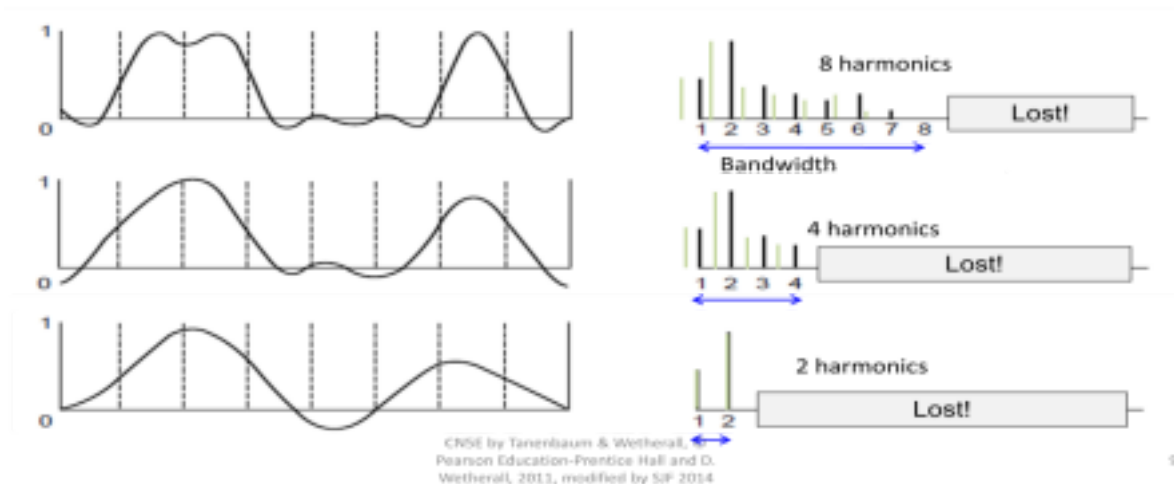 1
0
8 harmonics
Lost!
1 2 3 4 5 6 7 8
Bandwidth
1
0
4 harmonics
Lost!
1 2 3 4
1
0
2 harmonics
Lost!
1 2
CNSE by Tanenbaum & Wetherall,
Pearson Education-Prentice Hall and D.
Wetherall, 2011, modified by SJF 2014
9